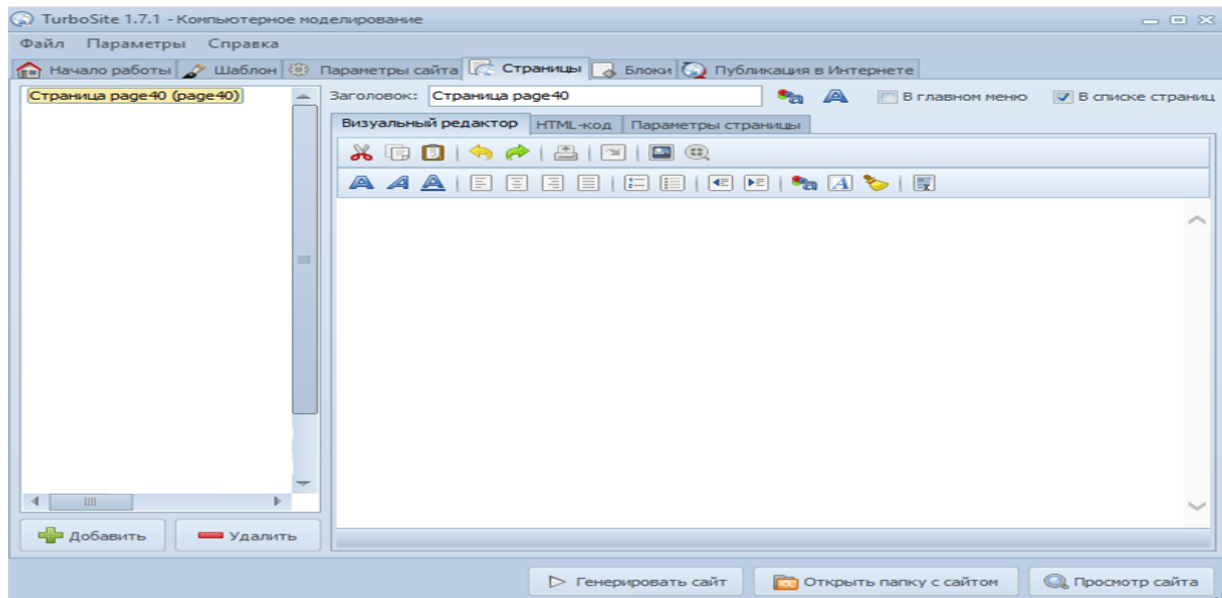 TurboSite 1.7.1 - Компьютерное моделирование
Файл Параметры Справка
Начало работы Шаблон Параметры сайта Страницы Блоки Публикация в Интернете
Страница page40 (page40)
Заголовок: Страница page40 В главном меню В списке страниц
Визуальный редактор HTML-код Параметры страницы
Добавить Удалить
Генерировать сайт Открыть папку с сайтом Просмотр сайта